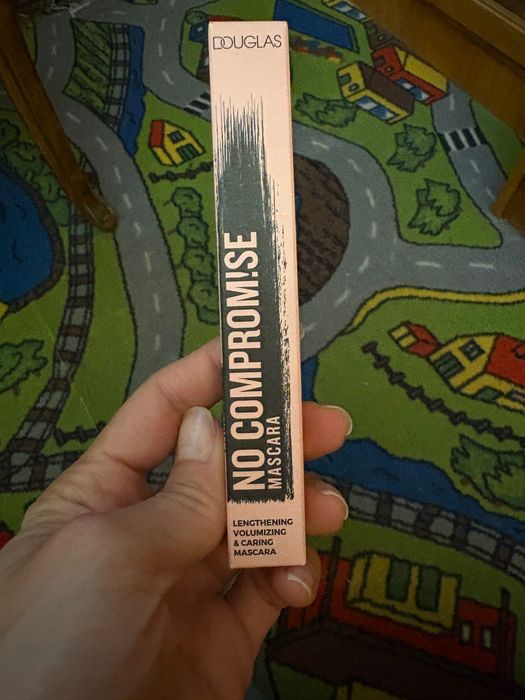 DOUGLAS
NO COMPROM!SE
MASCARA
LENGTHENING
VOLUMIZING
& CARING
MASCARA